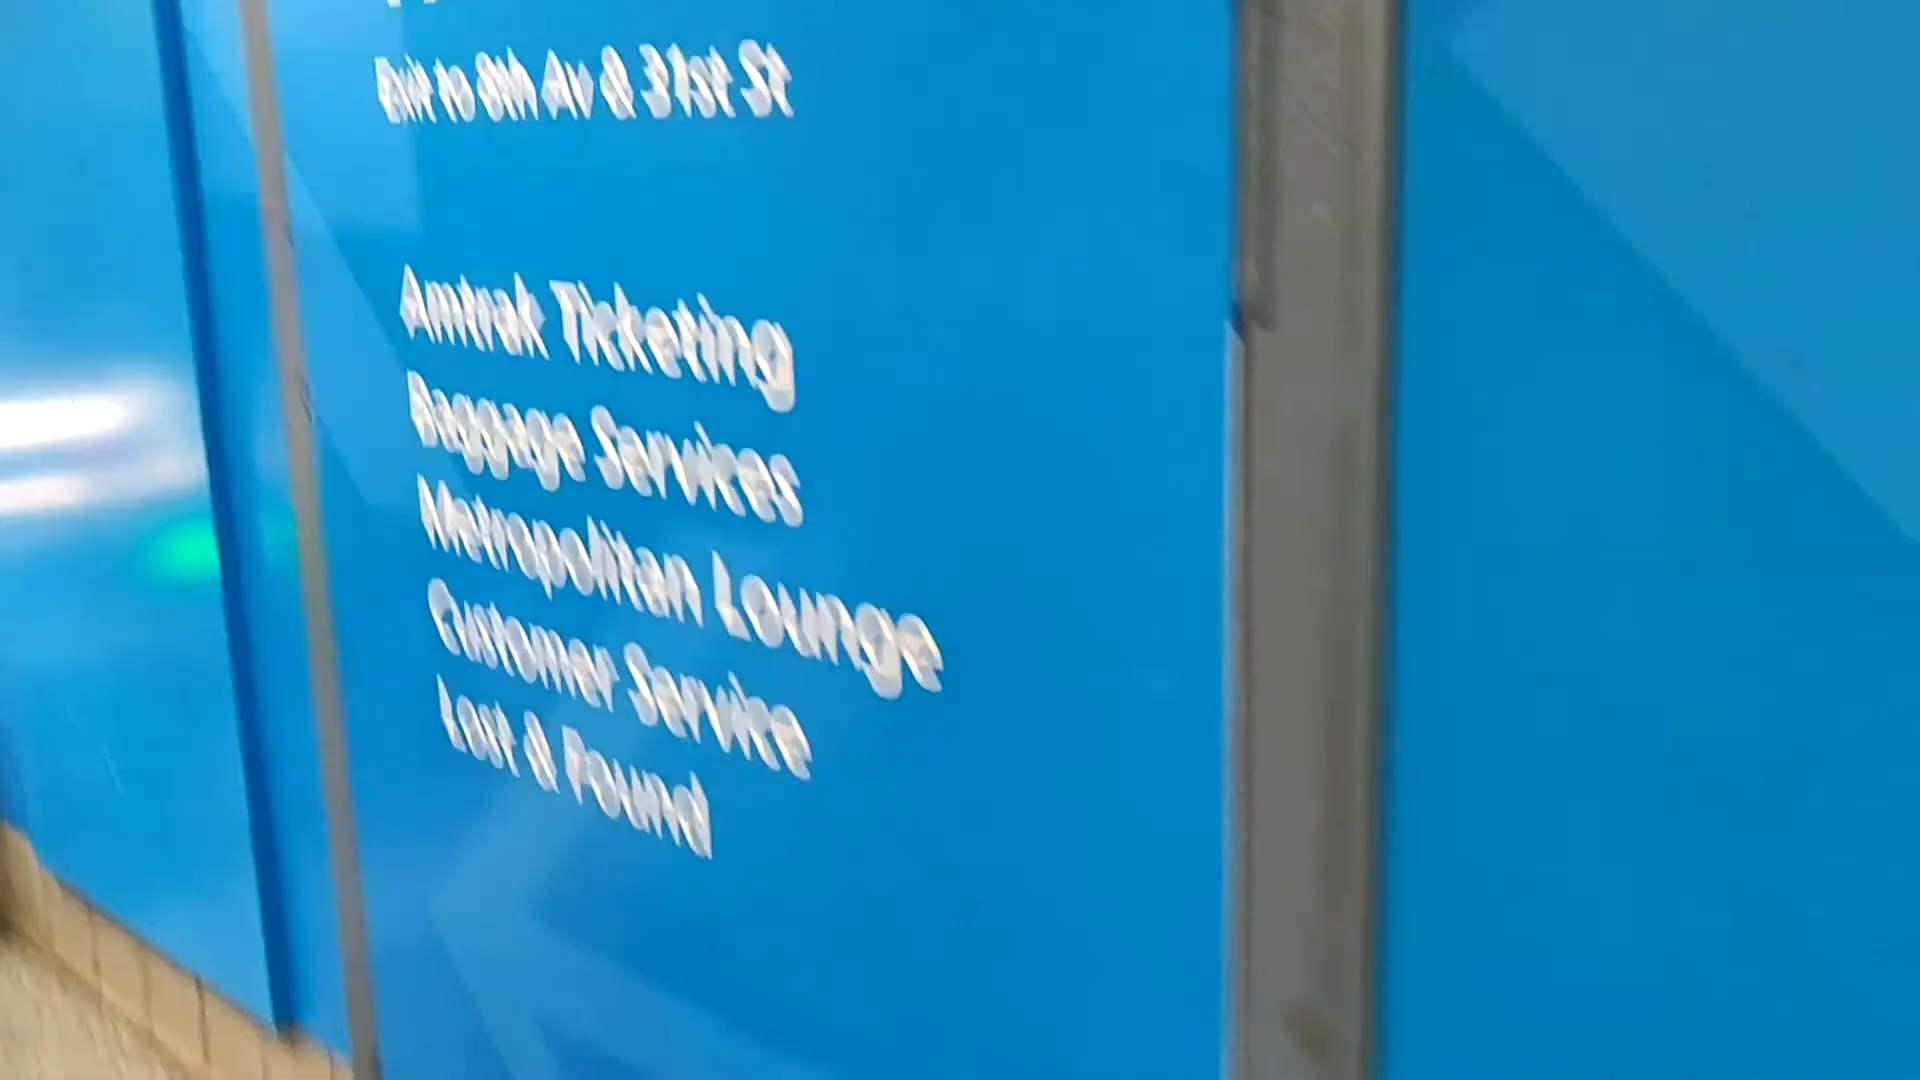 Exit to 8th Av & 31st St
Amtrak Ticketing
Baggage Services
Metropolitan Lounge
Customer Service
Lost & Found